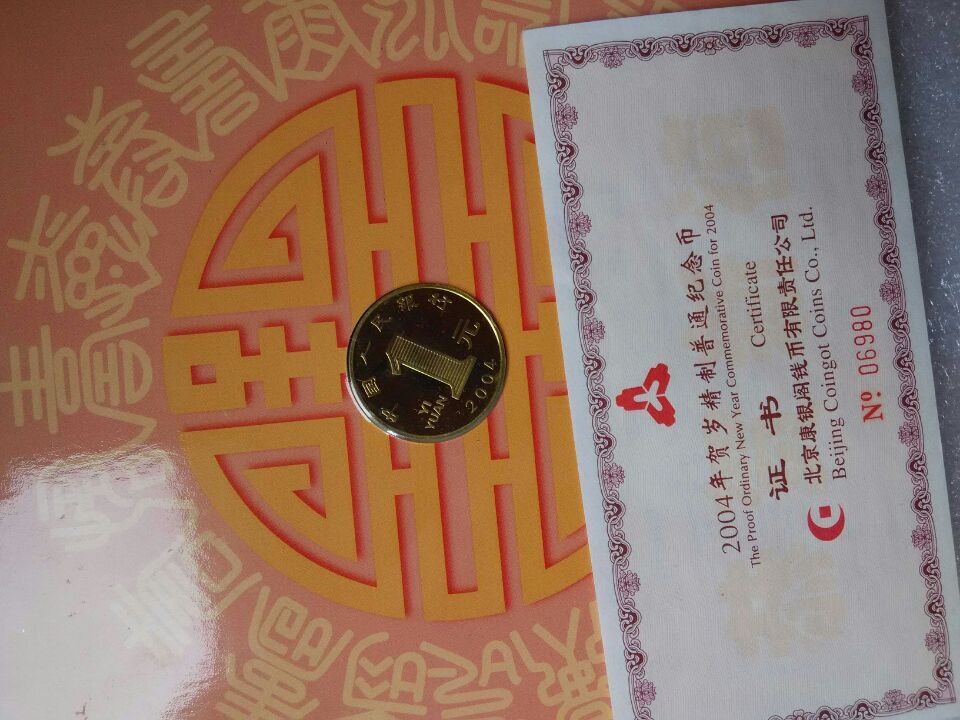 中国人民银行
1元
YI
YUAN
2004
2004年贺岁精制普通纪念币
The Proof Ordinary New Year Commemorative Coin for 2004
证 书 Certificate
北京康银阁钱币有限责任公司
Beijing Coingot Coins Co., Ltd.
Nº 06980